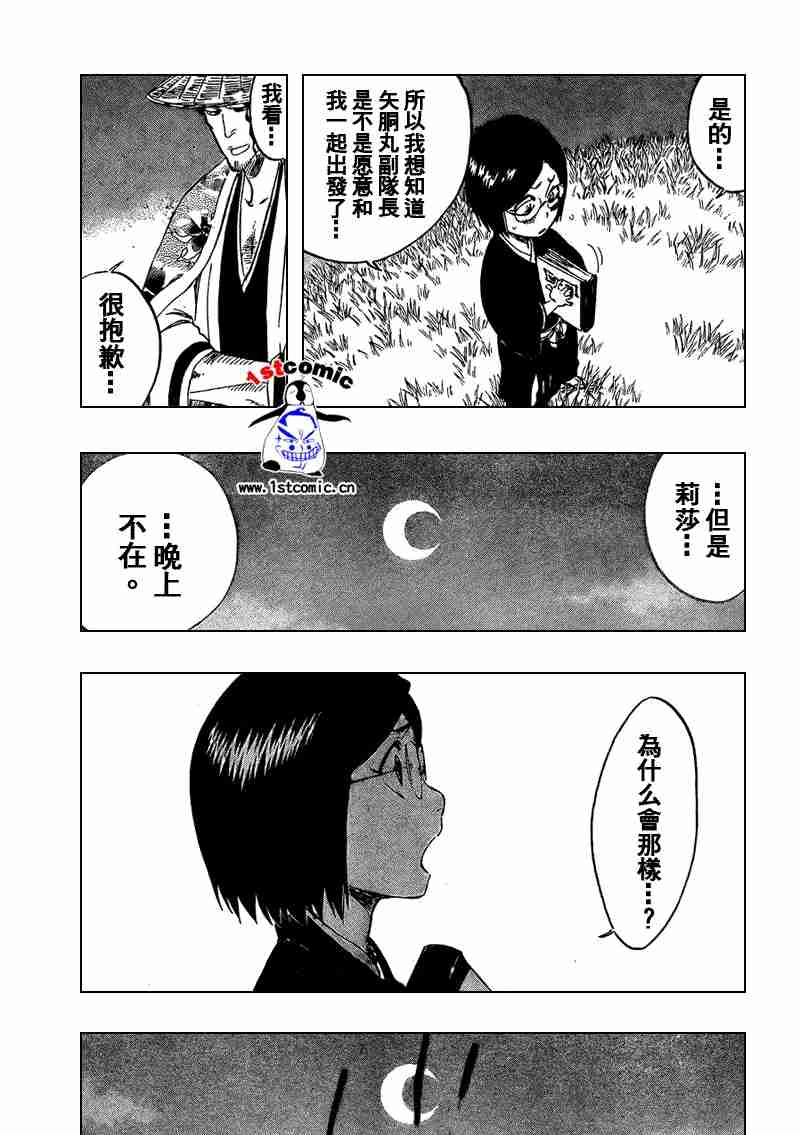 是的…
所以我想知道
矢胴丸副隊長
是不是愿意和
我一起出發了…
我看…
很抱歉…
1stcomic
www.1stcomic.cn
…但是
莉莎…
…晚上
不在。
為什么會那樣…?